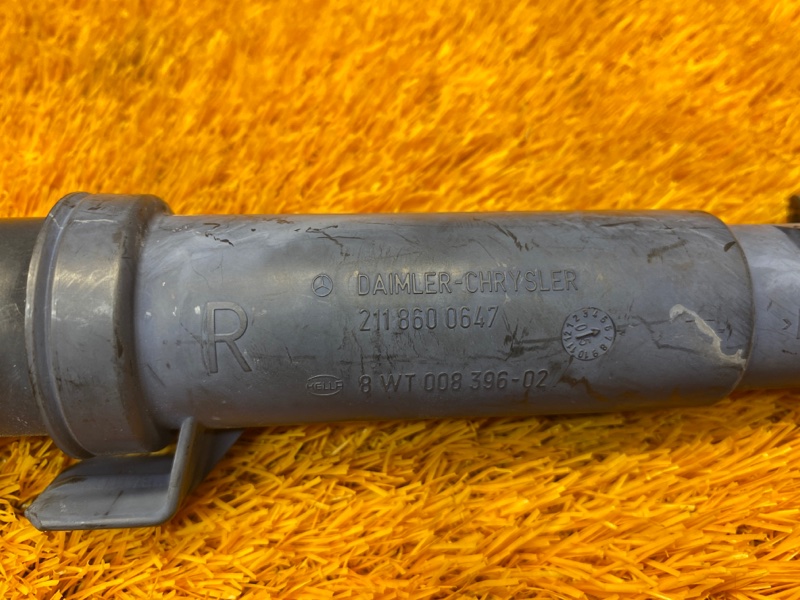 DAIMLER-CHRYSLER
211 860 0647
R
HELLA 8 WT 008 396-02